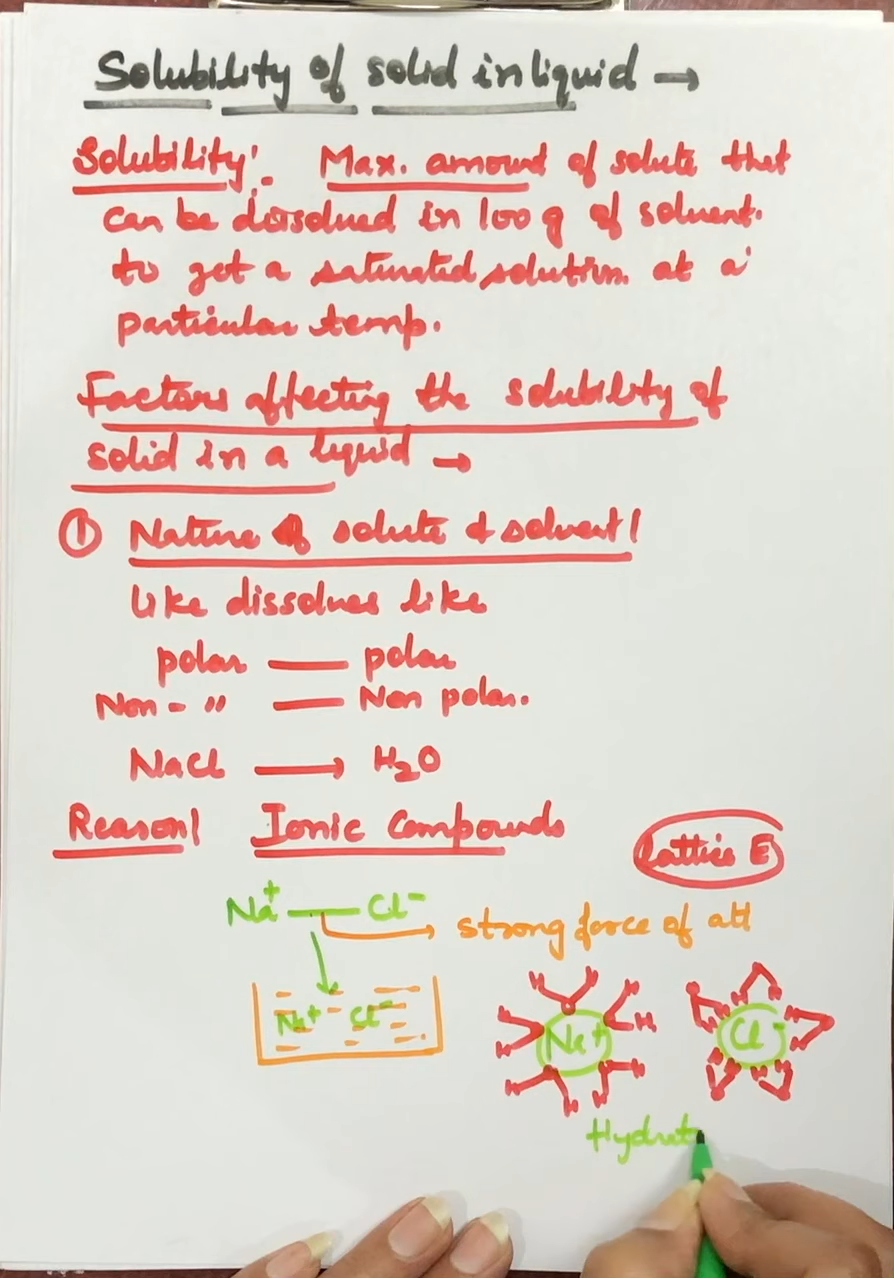 Solubility of solid in liquid →
Solubility :- Max. amount of solute that
can be dissolved in 100 g of solvent.
to get a saturated solution. at a
particular temp.
Factors affecting the solubility of
solid in a liquid →
① Nature of solute & solvent
Like dissolves like
polar — polar
Non - " — Non polar.
NaCl → H₂O
Reason Ionic Compounds
Lattice E
Na⁺ — Cl⁻ → strong force of att
Na⁺ Cl⁻
H H H H H H H H
Na⁺ Cl⁻
Hydrat